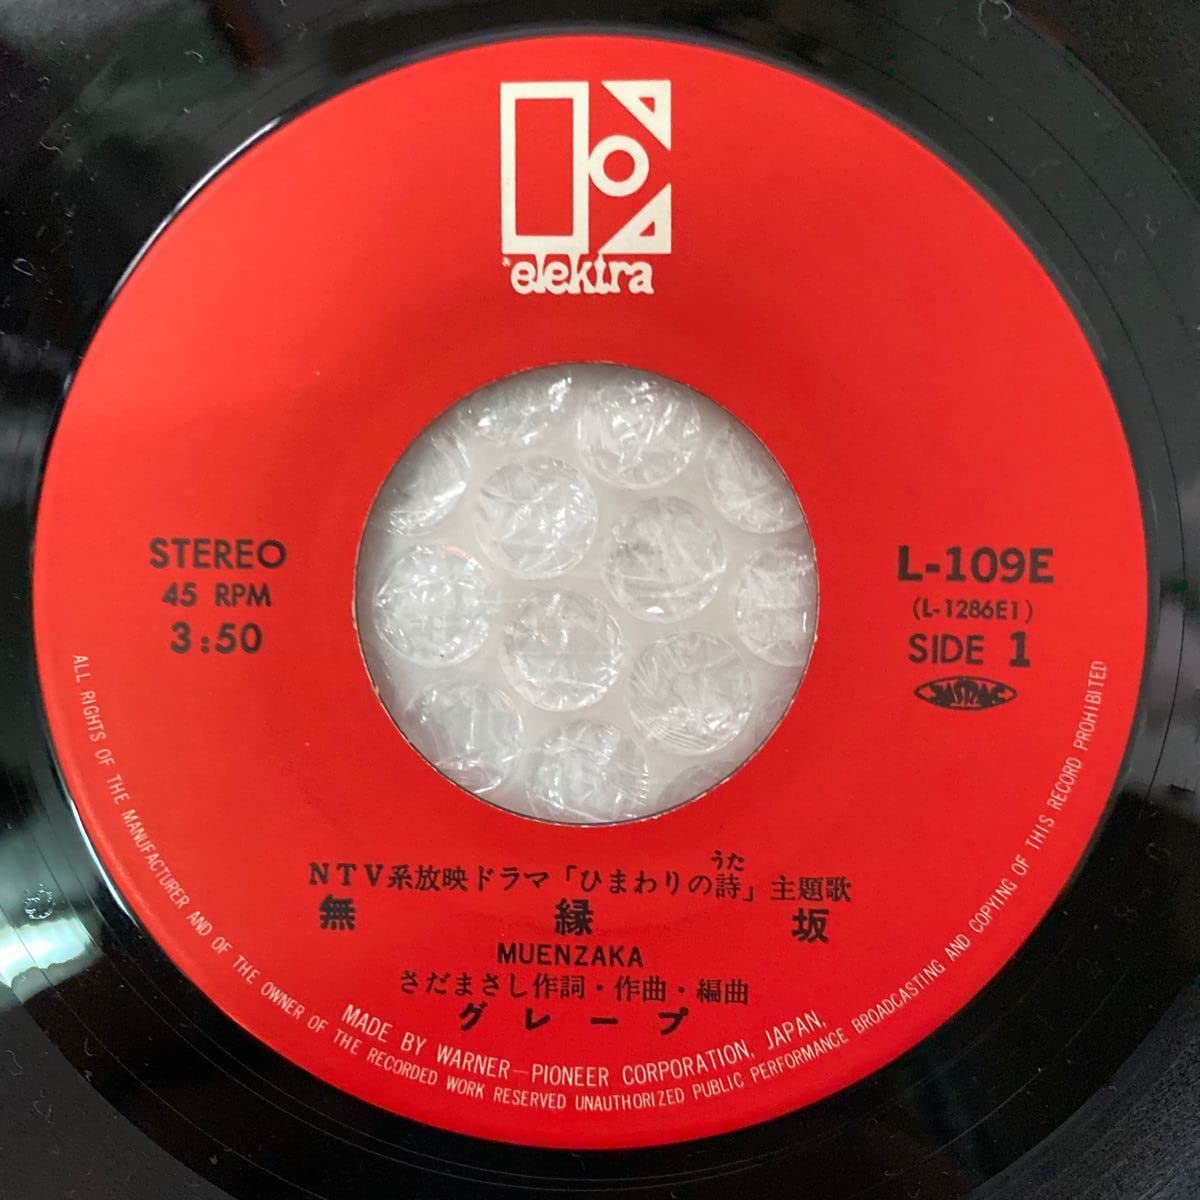 elektra
STEREO
45 RPM
3:50
L-109E
(L-1286E1)
SIDE 1
JASRAC
NTV系放映ドラマ「ひまわりの詩」主題歌
うた
無縁坂
MUENZAKA
さだまさし作詞・作曲・編曲
グレープ
MADE BY WARNER—PIONEER CORPORATION, JAPAN,
ALL RIGHTS OF THE MANUFACTURER AND OF THE OWNER OF THE RECORDED WORK RESERVED UNAUTHORIZED PUBLIC PERFORMANCE BROADCASTING AND COPYING OF THIS RECORD PROHIBITED